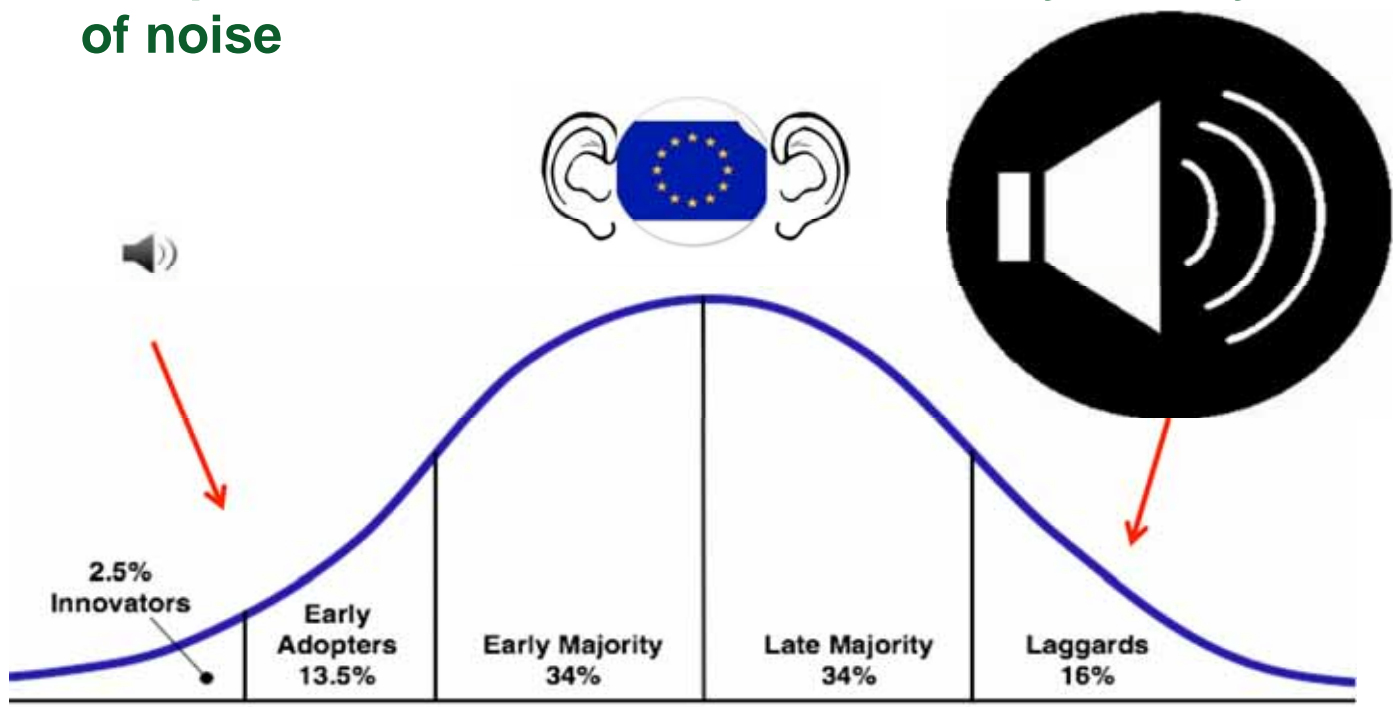 of noise
2.5%
Innovators
Early
Adopters
13.5%
Early Majority
34%
Late Majority
34%
Laggards
16%